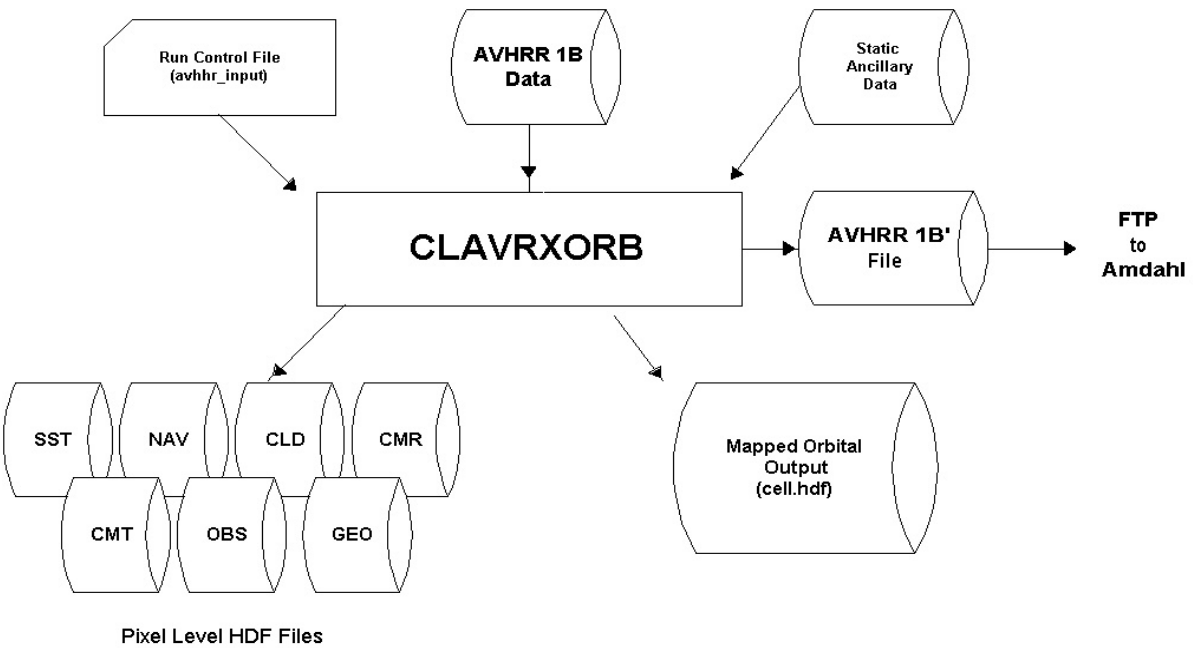 Run Control File
(avhhr_input)
AVHRR 1B
Data
Static
Ancillary
Data
CLAVRXORB
AVHRR 1B'
File
FTP
to
Amdahl
SST
NAV
CLD
CMR
CMT
OBS
GEO
Mapped Orbital
Output
(cell.hdf)
Pixel Level HDF Files